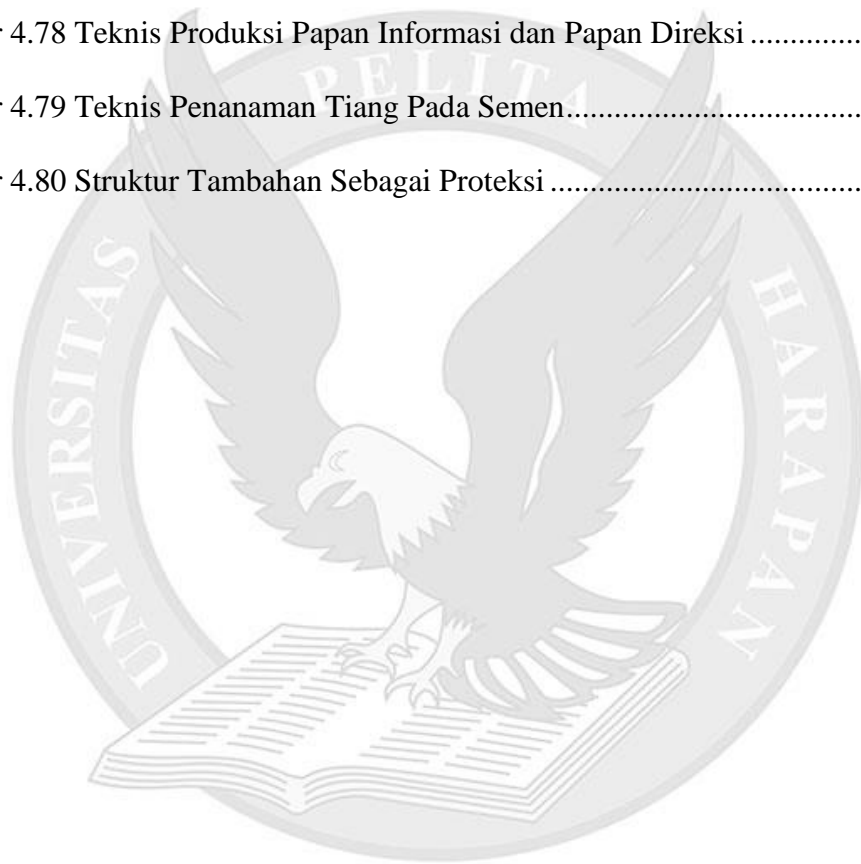 r 4.78 Teknis Produksi Papan Informasi dan Papan Direksi ..............
r 4.79 Teknis Penanaman Tiang Pada Semen.....................................
r 4.80 Struktur Tambahan Sebagai Proteksi .......................................
UNIVERSITAS PELITA HARAPAN